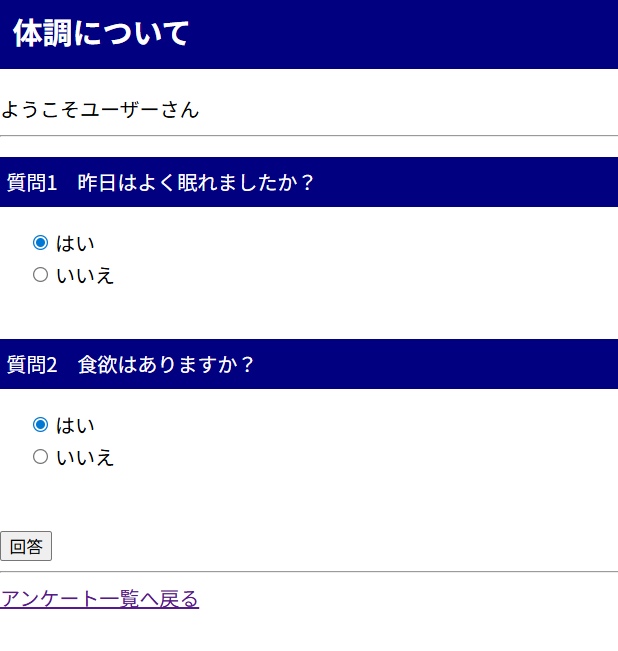 体調について
ようこそユーザーさん
質問1　昨日はよく眠れましたか？
はい
いいえ
質問2　食欲はありますか？
はい
いいえ
回答
アンケート一覧へ戻る